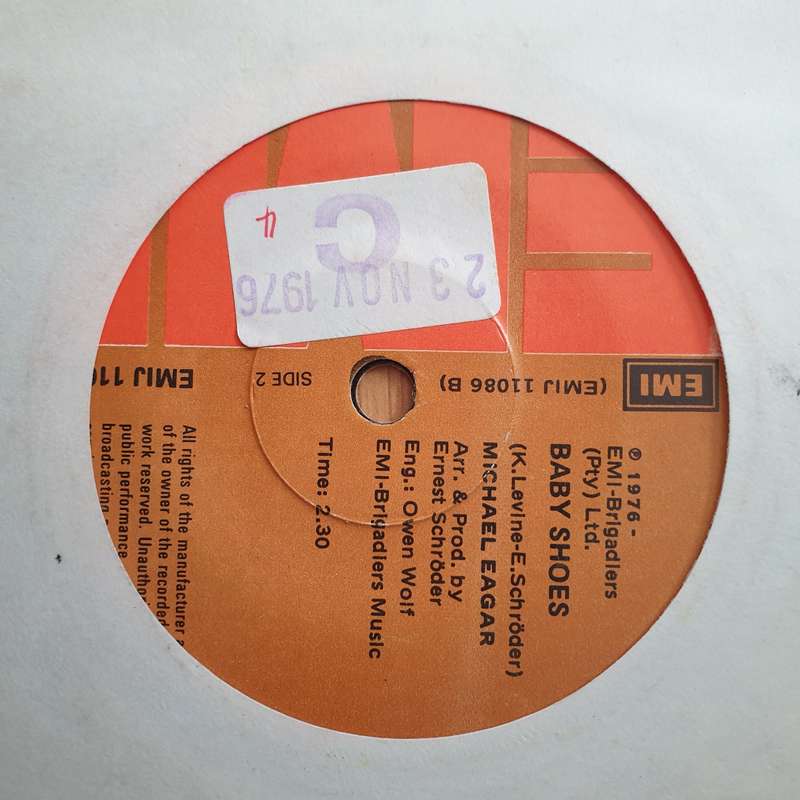 EMI
℗ 1976 -
EMI-Brigadiers
(Pty) Ltd.
BABY SHOES
(K.Levine-E.Schröder)
MICHAEL EAGAR
Arr. & Prod. by
Ernest Schröder
Eng.: Owen Wolf
EMI-Brigadiers Music
Time: 2.30
(EMIJ 11086 B)
SIDE 2
EMIJ 110
C
4
23 NOV 1976
All rights of the manufacturer a
of the owner of the recorded
work reserved. Unautho
public performance
broadcasting